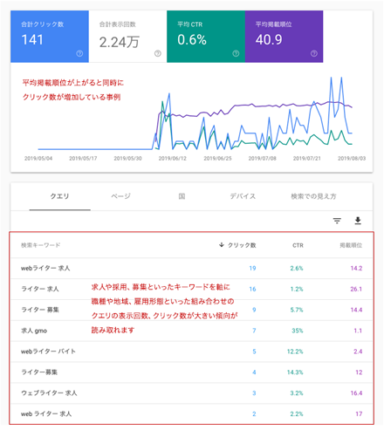 合計クリック数 合計表示回数 平均 CTR 平均掲載順位
141 2.24万 0.6% 40.9
平均掲載順位が上がると同時に
クリック数が増加している事例
2019/05/04 2019/05/17 2019/05/30 2019/06/12 2019/06/25 2019/07/08 2019/07/21 2019/08/03
クエリ ページ 国 デバイス 検索での見え方
検索キーワード ↓ クリック数 CTR 掲載順位
webライター 求人 19 2.6% 14.2
ライター 求人 16 1.2% 26.1
ライター 募集 9 5.7% 14.4
求人 gmo 7 35% 1.1
webライター バイト 5 12.2% 2.4
ライター募集 4 14.3% 12
ウェブライター 求人 3 3.2% 16.4
web ライター 求人 2 2.2% 17
求人や採用、募集といったキーワードを軸に
職種や地域、雇用形態といった組み合わせの
クエリの表示回数、クリック数が大きい傾向が
読み取れます